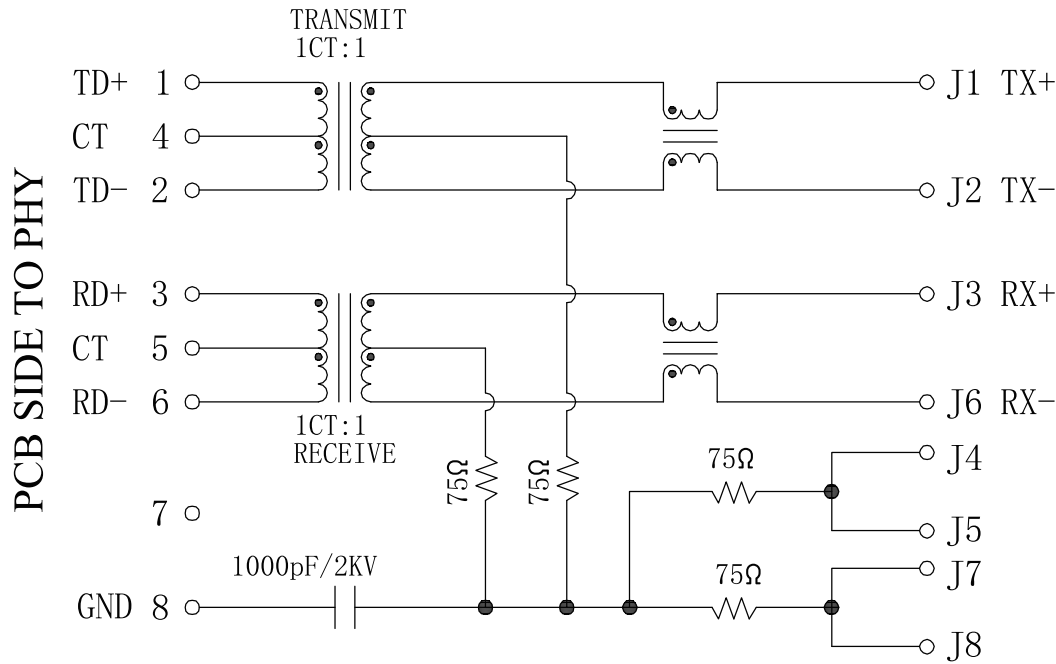 TRANSMIT
1CT:1
TD+ 1
CT 4
TD- 2
J1 TX+
J2 TX-
PCB SIDE TO PHY
RD+ 3
CT 5
RD- 6
J3 RX+
J6 RX-
1CT:1
RECEIVE
75Ω
75Ω
75Ω
J4
J5
7
1000pF/2KV
GND 8
75Ω
J7
J8